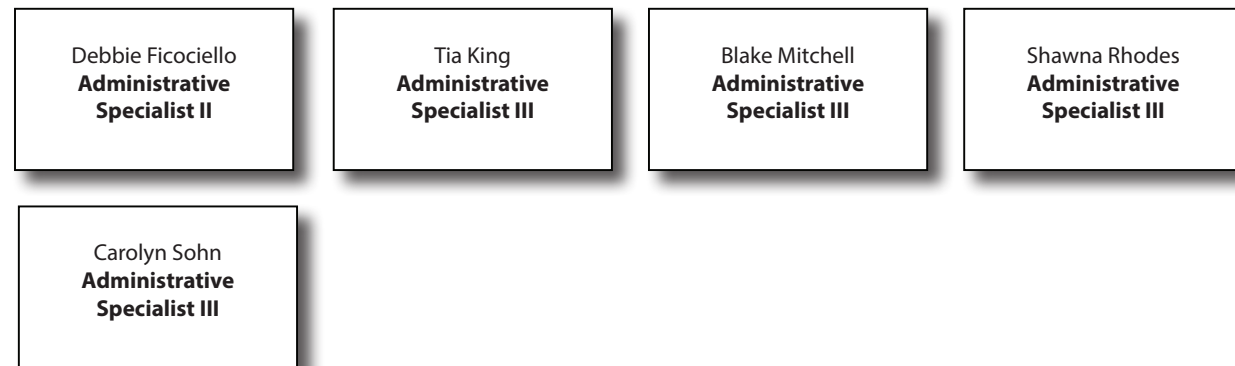 Debbie Ficociello
Administrative
Specialist II
Tia King
Administrative
Specialist III
Blake Mitchell
Administrative
Specialist III
Shawna Rhodes
Administrative
Specialist III
Carolyn Sohn
Administrative
Specialist III